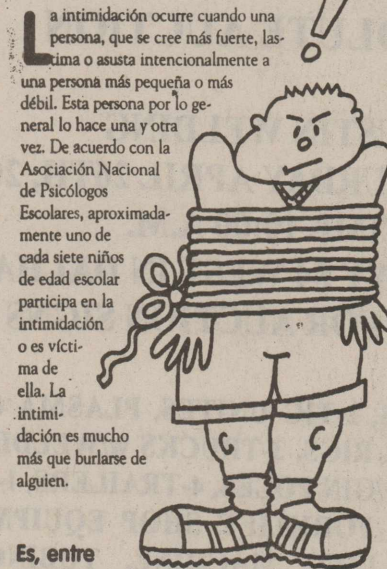 La intimidación ocurre cuando una
persona, que se cree más fuerte, las-
tima o asusta intencionalmente a
una persona más pequeña o más
débil. Esta persona por lo ge-
neral lo hace una y otra
vez. De acuerdo con la
Asociación Nacional
de Psicólogos
Escolares, aproximada-
mente uno de
cada siete niños
de edad escolar
participa en la
intimidación
o es vícti-
ma de
ella. La
intimi-
dación es mucho
más que burlarse de
alguien.
Es, entre
!